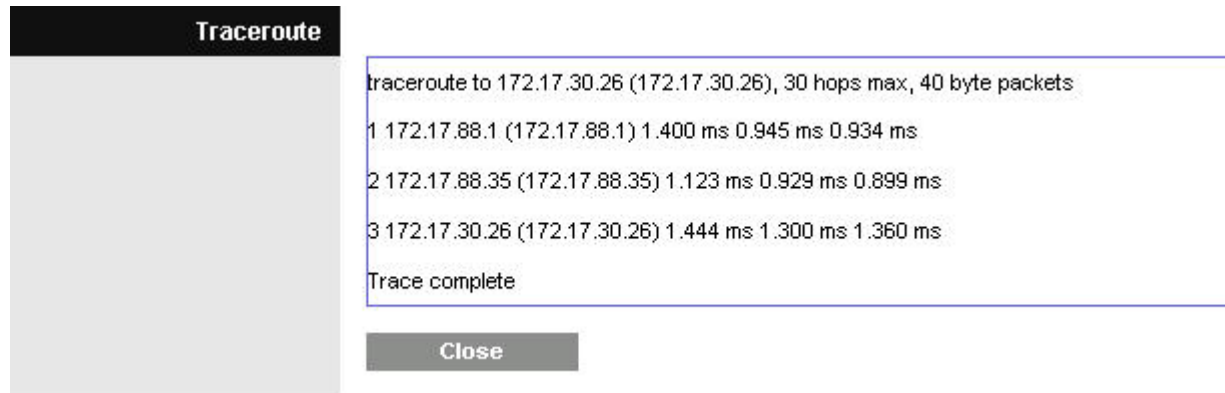 Traceroute
traceroute to 172.17.30.26 (172.17.30.26), 30 hops max, 40 byte packets
1 172.17.88.1 (172.17.88.1) 1.400 ms 0.945 ms 0.934 ms
2 172.17.88.35 (172.17.88.35) 1.123 ms 0.929 ms 0.899 ms
3 172.17.30.26 (172.17.30.26) 1.444 ms 1.300 ms 1.360 ms
Trace complete
Close